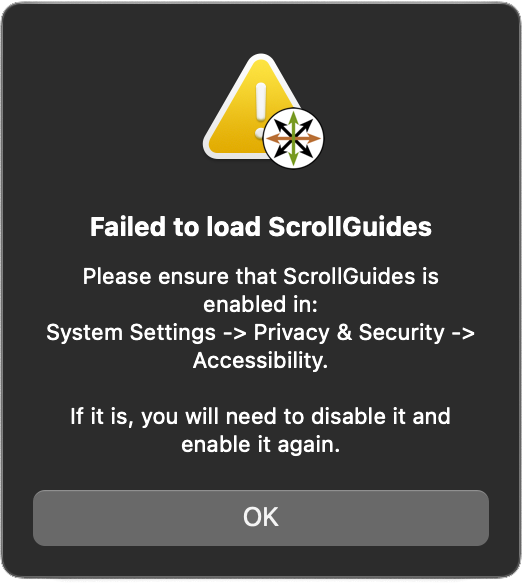 Failed to load ScrollGuides
Please ensure that ScrollGuides is
enabled in:
System Settings -> Privacy & Security ->
Accessibility.
If it is, you will need to disable it and
enable it again.
OK